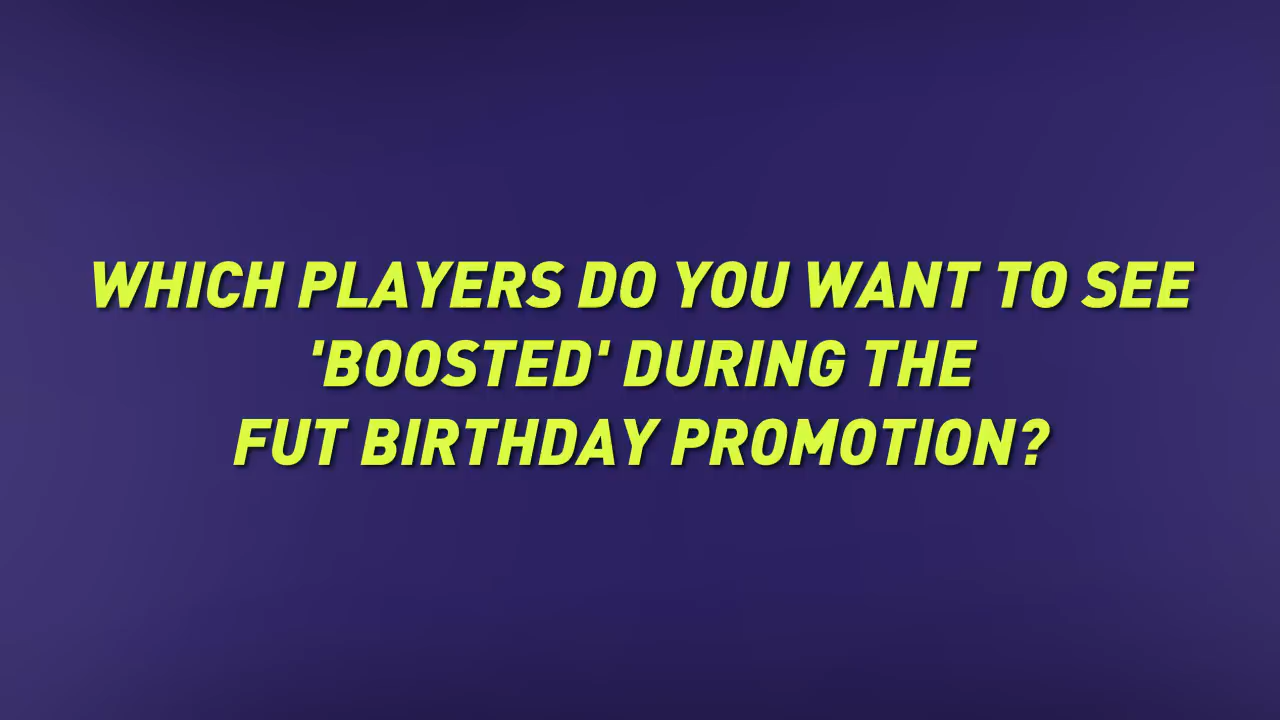 WHICH PLAYERS DO YOU WANT TO SEE
'BOOSTED' DURING THE
FUT BIRTHDAY PROMOTION?